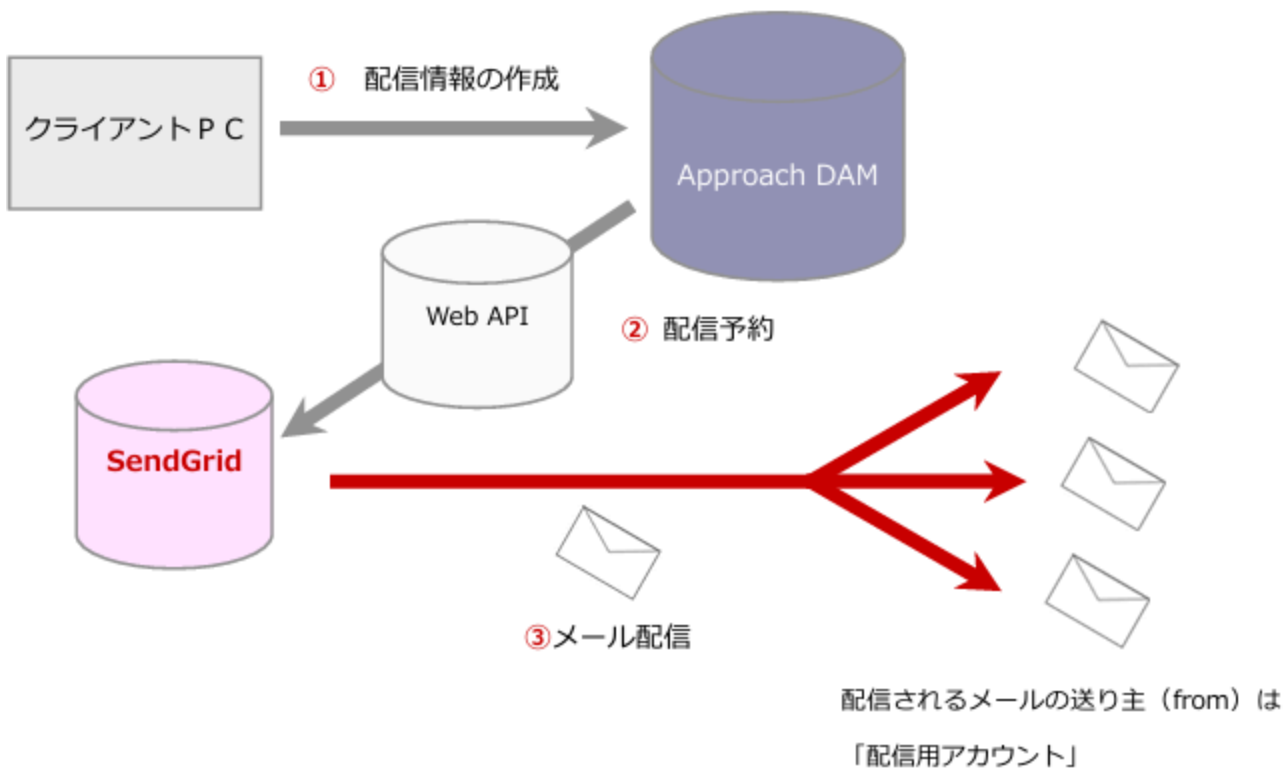 ① 配信情報の作成
クライアントＰＣ
Approach DAM
Web API
② 配信予約
SendGrid
③メール配信
配信されるメールの送り主（from）は
「配信用アカウント」